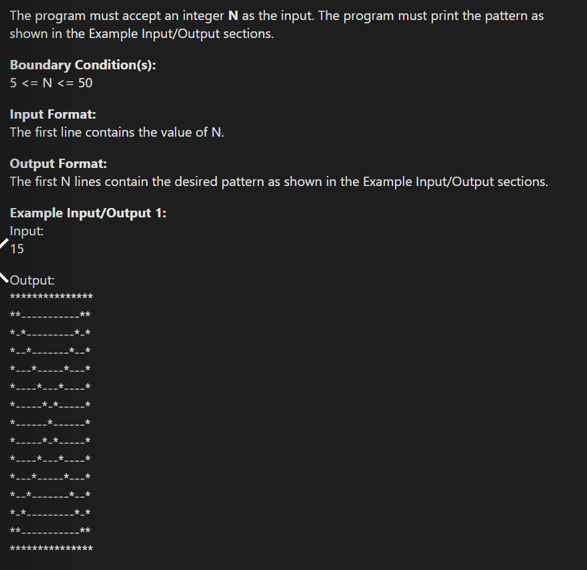 The program must accept an integer N as the input. The program must print the pattern as
shown in the Example Input/Output sections.
Boundary Condition(s):
5 <= N <= 50
Input Format:
The first line contains the value of N.
Output Format:
The first N lines contain the desired pattern as shown in the Example Input/Output sections.
Example Input/Output 1:
Input:
15
Output:
***************
**-----------**
*-*---------*-*
*--*-------*--*
*---*-----*---*
*----*---*----*
*-----*-*-----*
*------*------*
*-----*-*-----*
*----*---*----*
*---*-----*---*
*--*-------*--*
*-*---------*-*
**-----------**
***************